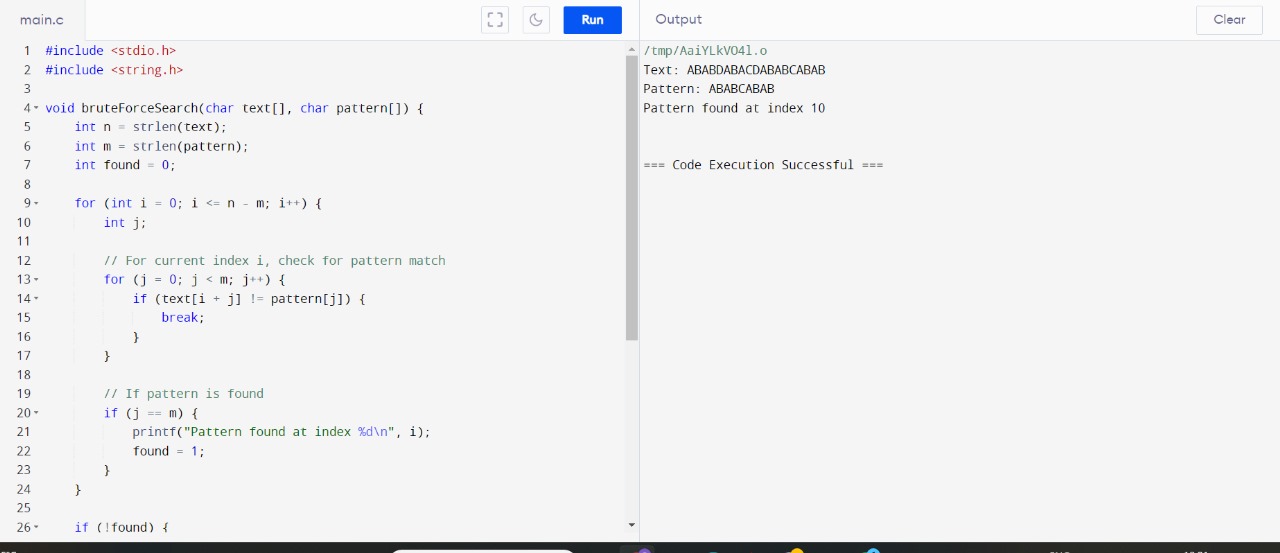 main.c
Run
Output
Clear
1 #include <stdio.h>
2 #include <string.h>
3
4 void bruteForceSearch(char text[], char pattern[]) {
5     int n = strlen(text);
6     int m = strlen(pattern);
7     int found = 0;
8
9     for (int i = 0; i <= n - m; i++) {
10         int j;
11
12         // For current index i, check for pattern match
13         for (j = 0; j < m; j++) {
14             if (text[i + j] != pattern[j]) {
15                 break;
16             }
17         }
18
19         // If pattern is found
20         if (j == m) {
21             printf("Pattern found at index %d\n", i);
22             found = 1;
23         }
24     }
25
26     if (!found) {
/tmp/AaiYLkVO4l.o
Text: ABABDABACDABABCABAB
Pattern: ABABCABAB
Pattern found at index 10
=== Code Execution Successful ===